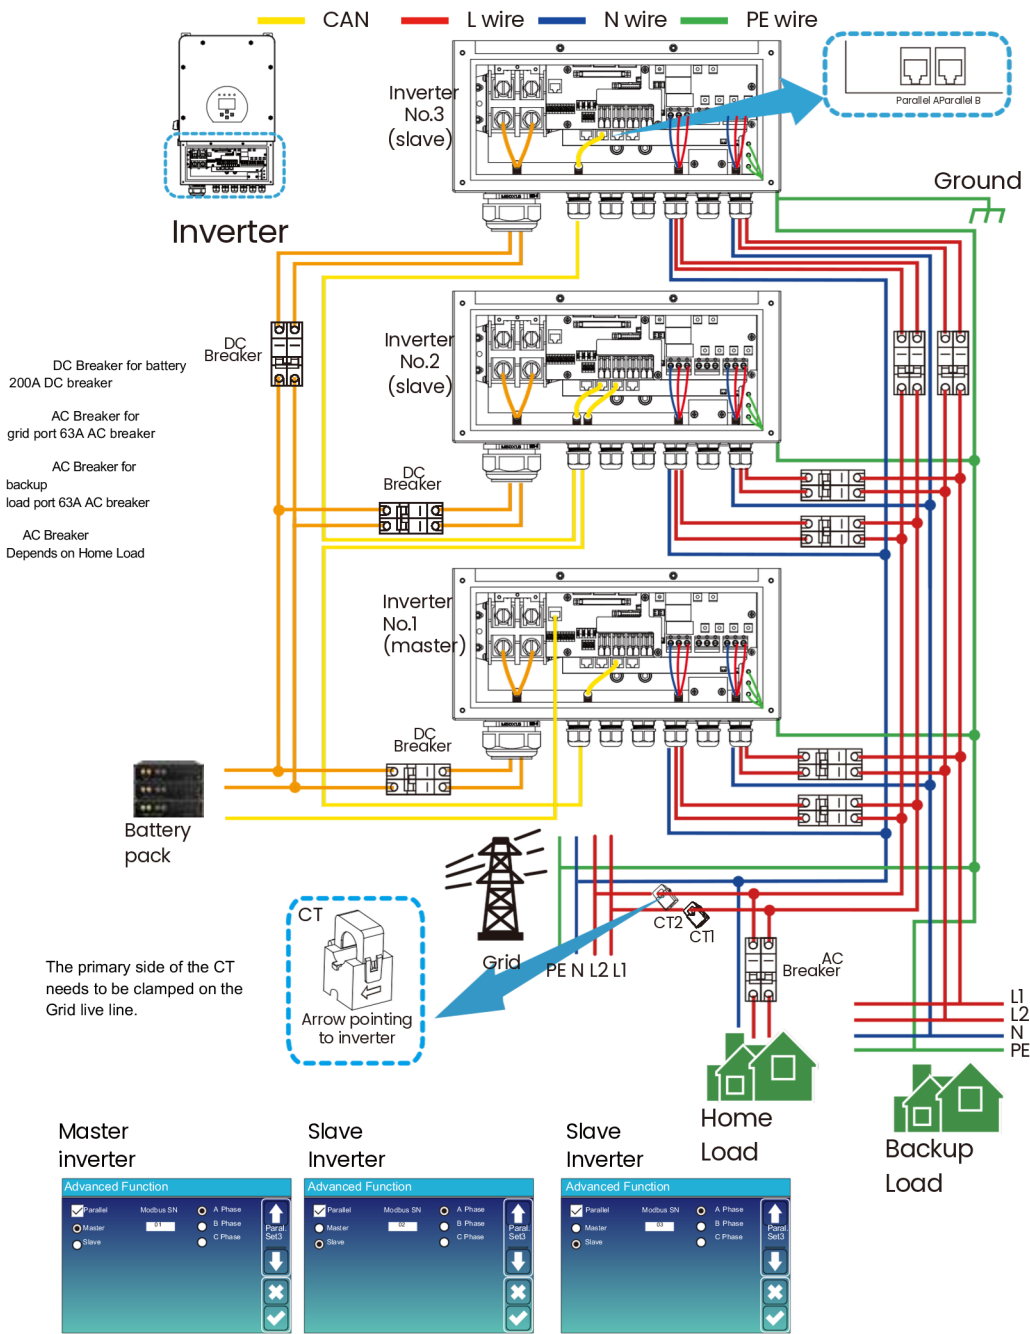 CAN
L wire
N wire
PE wire
Inverter
No.3
(slave)
Parallel AParallel B
Ground
Inverter
DC
Breaker
Inverter
No.2
(slave)
DC Breaker for battery
200A DC breaker
AC Breaker for
grid port 63A AC breaker
AC Breaker for
backup
load port 63A AC breaker
AC Breaker
Depends on Home Load
DC
Breaker
Inverter
No.1
(master)
DC
Breaker
Battery
pack
CT
Arrow pointing
to inverter
The primary side of the CT
needs to be clamped on the
Grid live line.
Grid
PE N L2 L1
CT2
CT1
AC
Breaker
L1
L2
N
PE
Home
Load
Backup
Load
Master
inverter
Advanced Function
Parallel
Master
Slave
Modbus SN
01
A Phase
B Phase
C Phase
Paral.
Set3
Slave
Inverter
Advanced Function
Parallel
Master
Slave
Modbus SN
02
A Phase
B Phase
C Phase
Paral.
Set3
Slave
Inverter
Advanced Function
Parallel
Master
Slave
Modbus SN
03
A Phase
B Phase
C Phase
Paral.
Set3